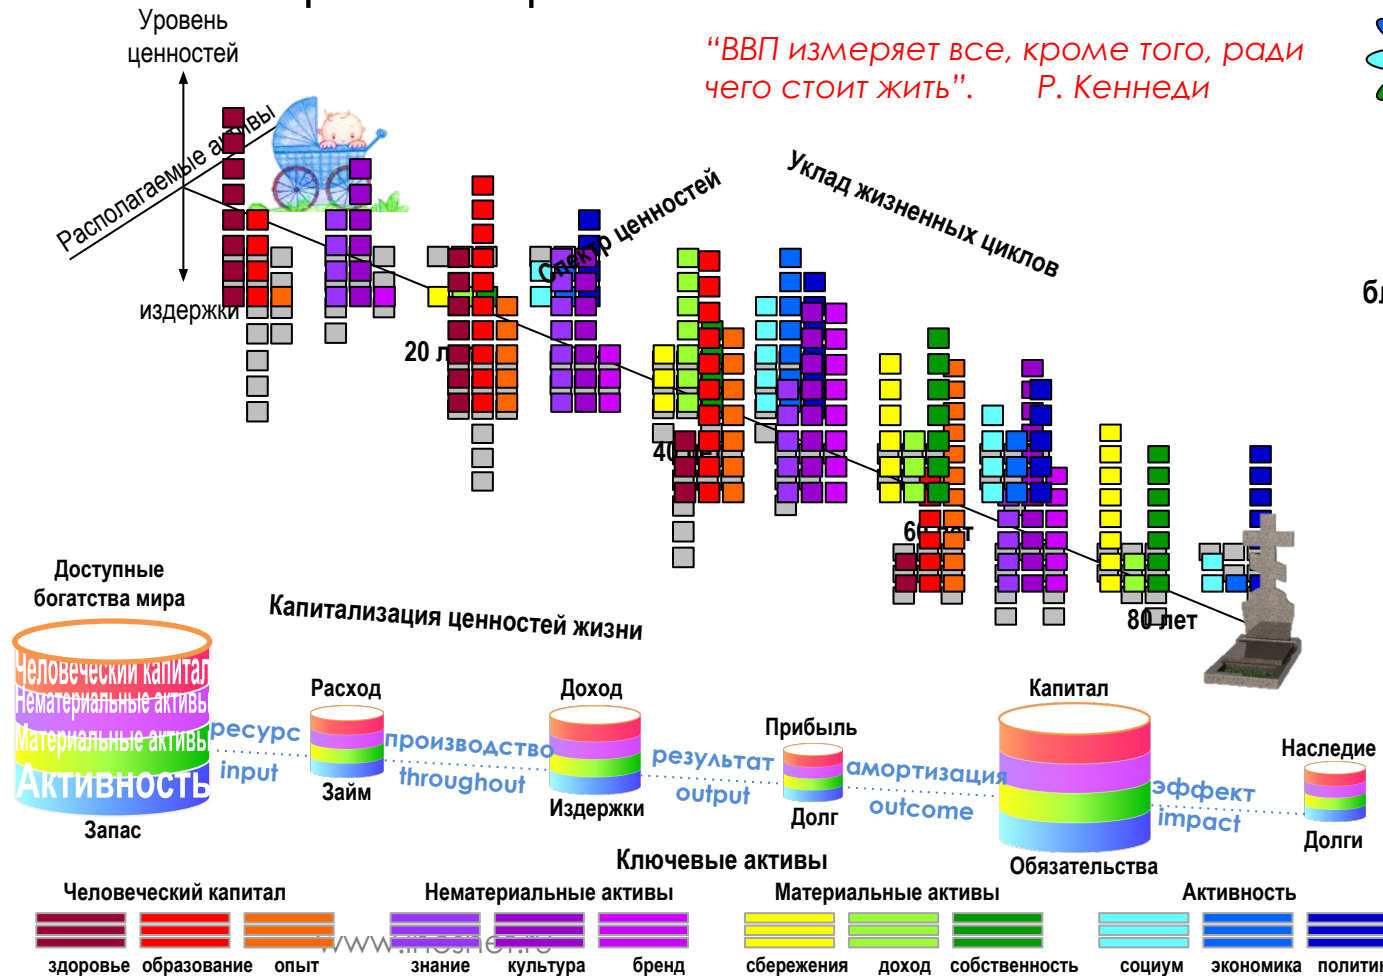 Уровень
ценностей
“ВВП измеряет все, кроме того, ради
чего стоит жить”. Р. Кеннеди
Располагаемые активы
Спектр ценностей
Уклад жизненных циклов
издержки
20
40
60 лет
80 лет
Доступные
богатства мира
Капитализация ценностей жизни
Человеческий капитал
Нематериальные активы
Материальные активы
Активность
Запас
ресурс
input
Расход
Займ
производство
throughout
Доход
Издержки
результат
output
Прибыль
Долг
амортизация
outcome
Капитал
Обязательства
эффект
impact
Наследие
Долги
Ключевые активы
Человеческий капитал Нематериальные активы Материальные активы Активность
здоровье образование опыт знание культура бренд сбережения доход собственность социум экономика